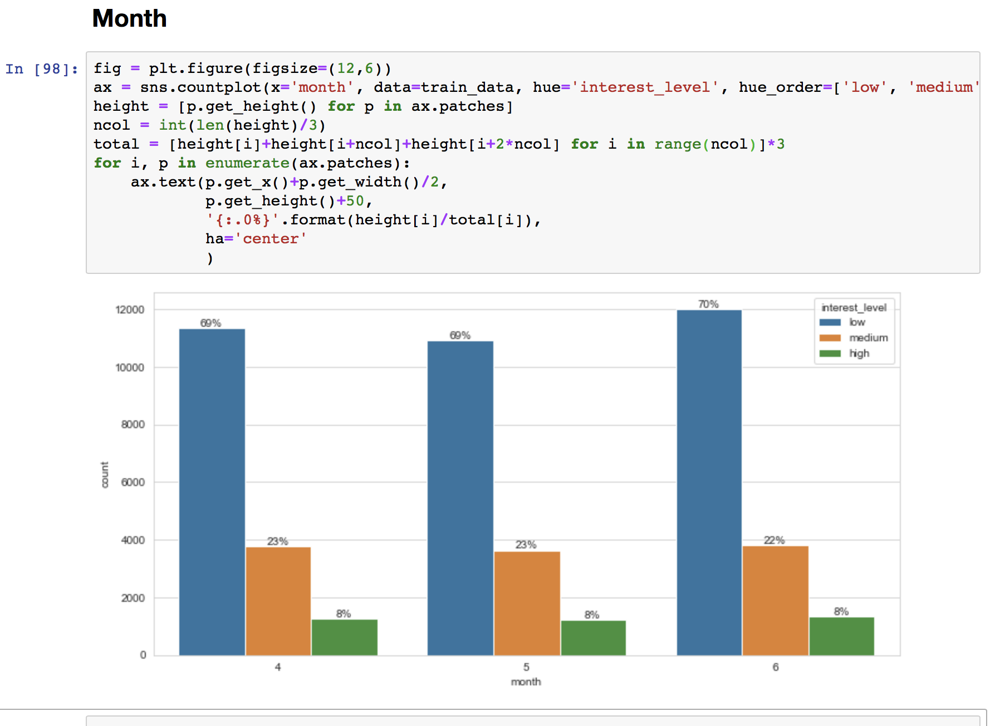 Month
In [98]:
fig = plt.figure(figsize=(12,6))
ax = sns.countplot(x='month', data=train_data, hue='interest_level', hue_order=['low', 'medium'
height = [p.get_height() for p in ax.patches]
ncol = int(len(height)/3)
total = [height[i]+height[i+ncol]+height[i+2*ncol] for i in range(ncol)]*3
for i, p in enumerate(ax.patches):
    ax.text(p.get_x()+p.get_width()/2,
            p.get_height()+50,
            '{:.0%}'.format(height[i]/total[i]),
            ha='center'
            )
12000
10000
8000
6000
4000
2000
0
count
69%
23%
8%
69%
23%
8%
70%
22%
8%
interest_level
low
medium
high
4
5
6
month